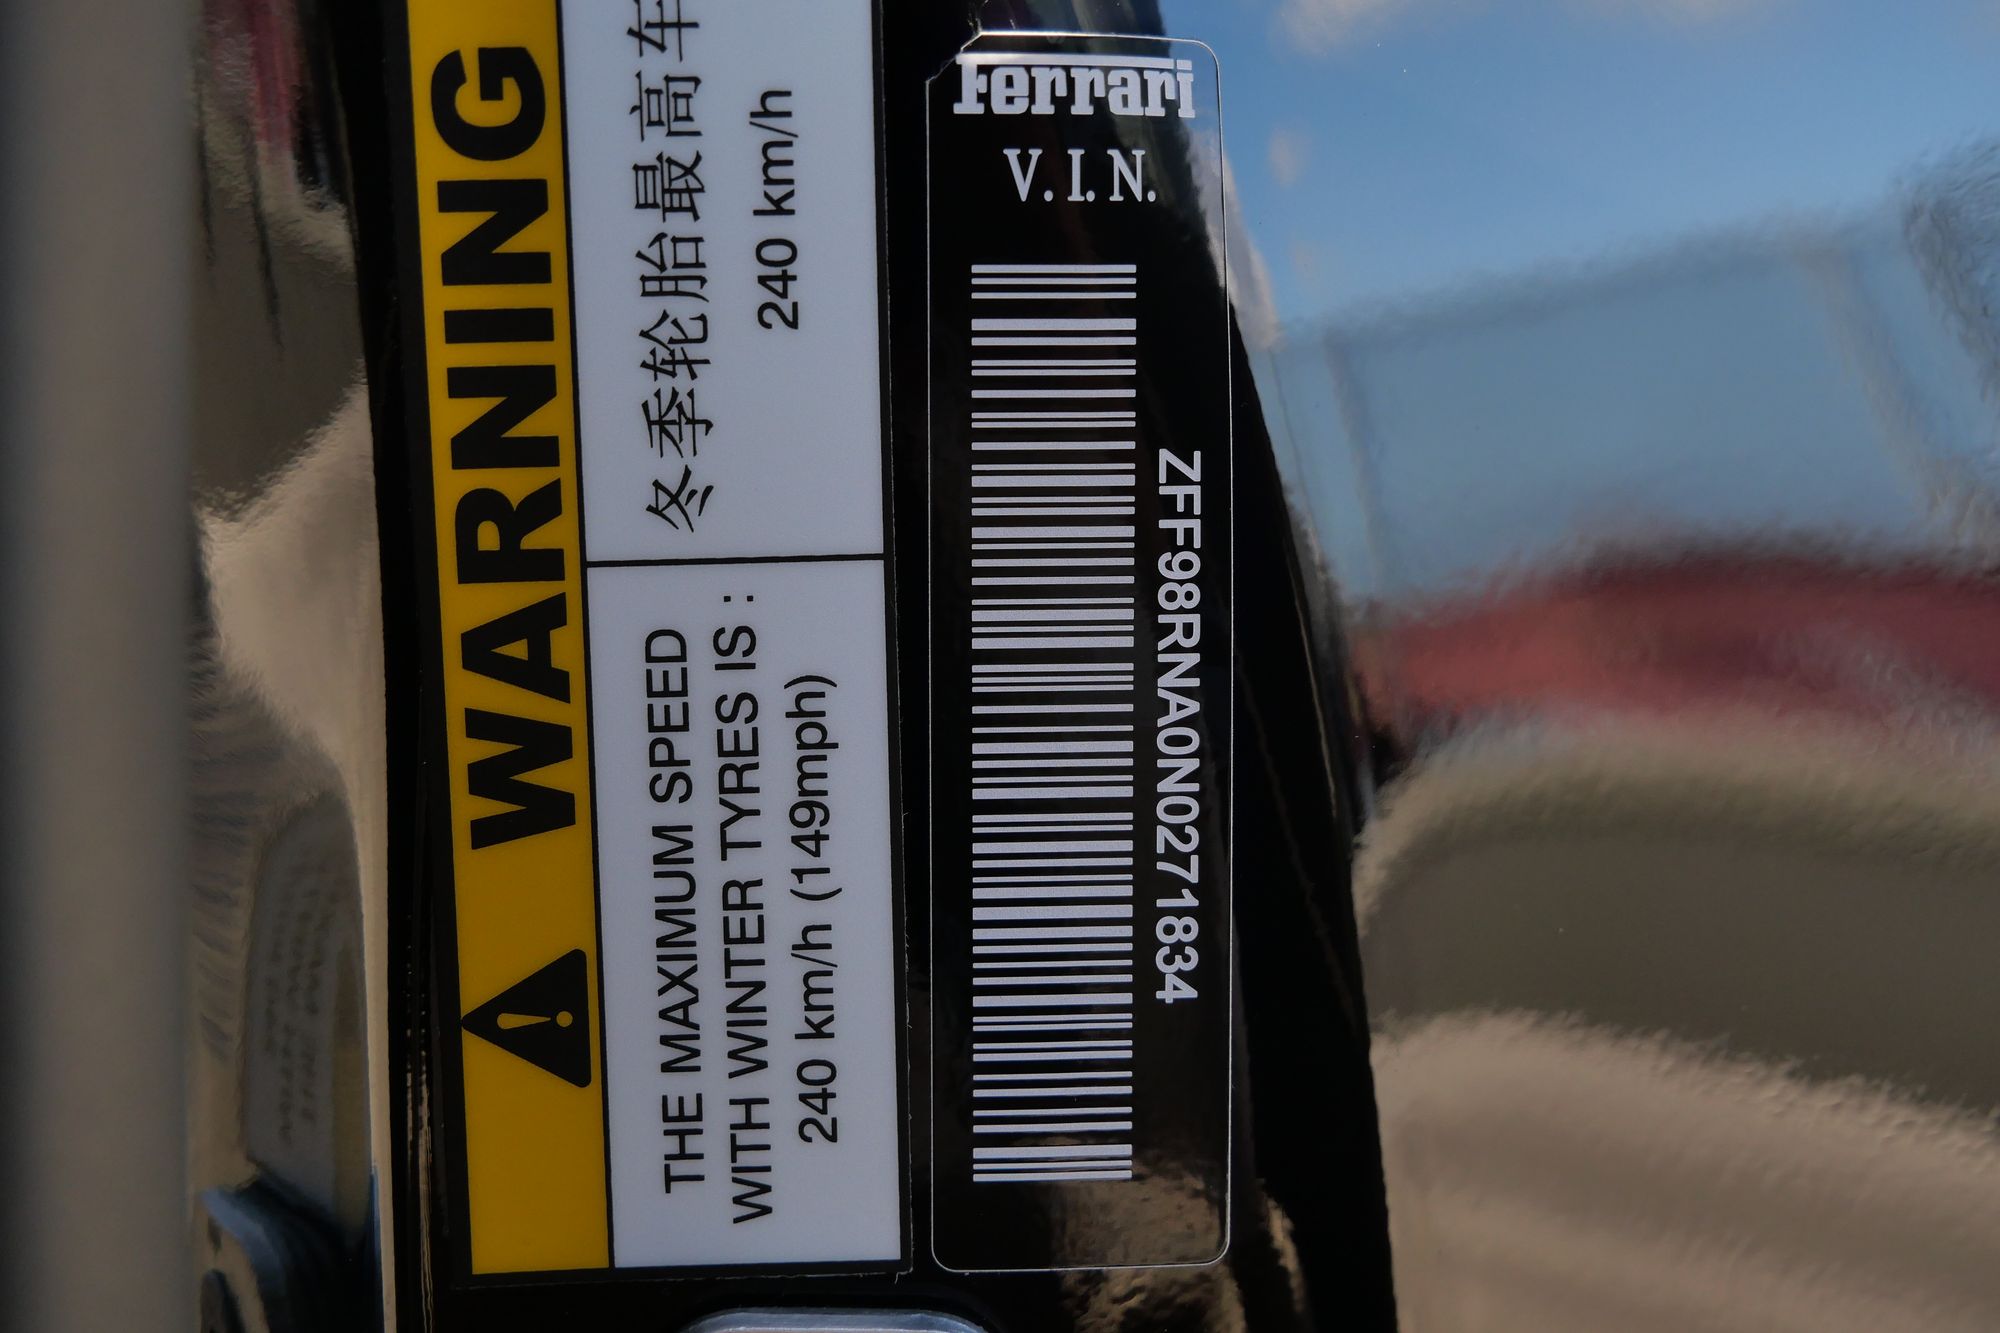 WARNING
冬季轮胎最高车
240 km/h
THE MAXIMUM SPEED
WITH WINTER TYRES IS :
240 km/h (149mph)
Ferrari
V.I.N.
ZFF98RNA0N0271834